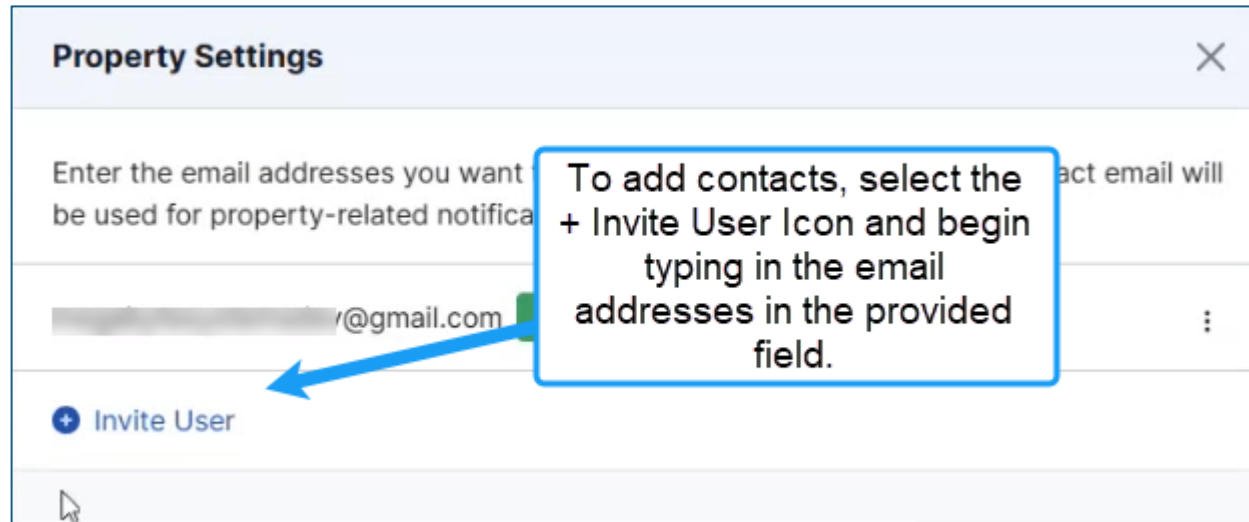 Property Settings
Enter the email addresses you want
act email will
be used for property-related notifica
To add contacts, select the
+ Invite User Icon and begin
typing in the email
addresses in the provided
field.
y@gmail.com
Invite User